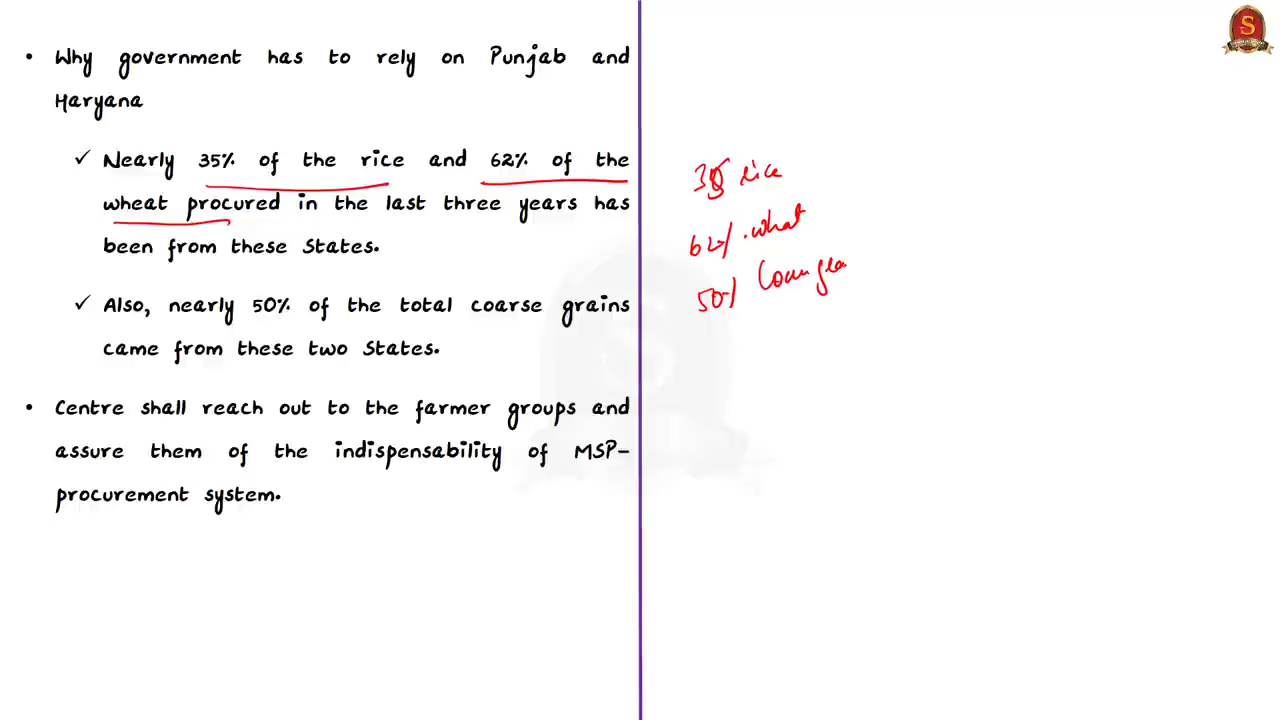 • Why government has to rely on Punjab and
Haryana
✓ Nearly 35% of the rice and 62% of the
wheat procured in the last three years has
been from these States.
✓ Also, nearly 50% of the total coarse grains
came from these two States.
• Centre shall reach out to the farmer groups and
assure them of the indispensability of MSP-
procurement system.
S
rice
62% what
50%